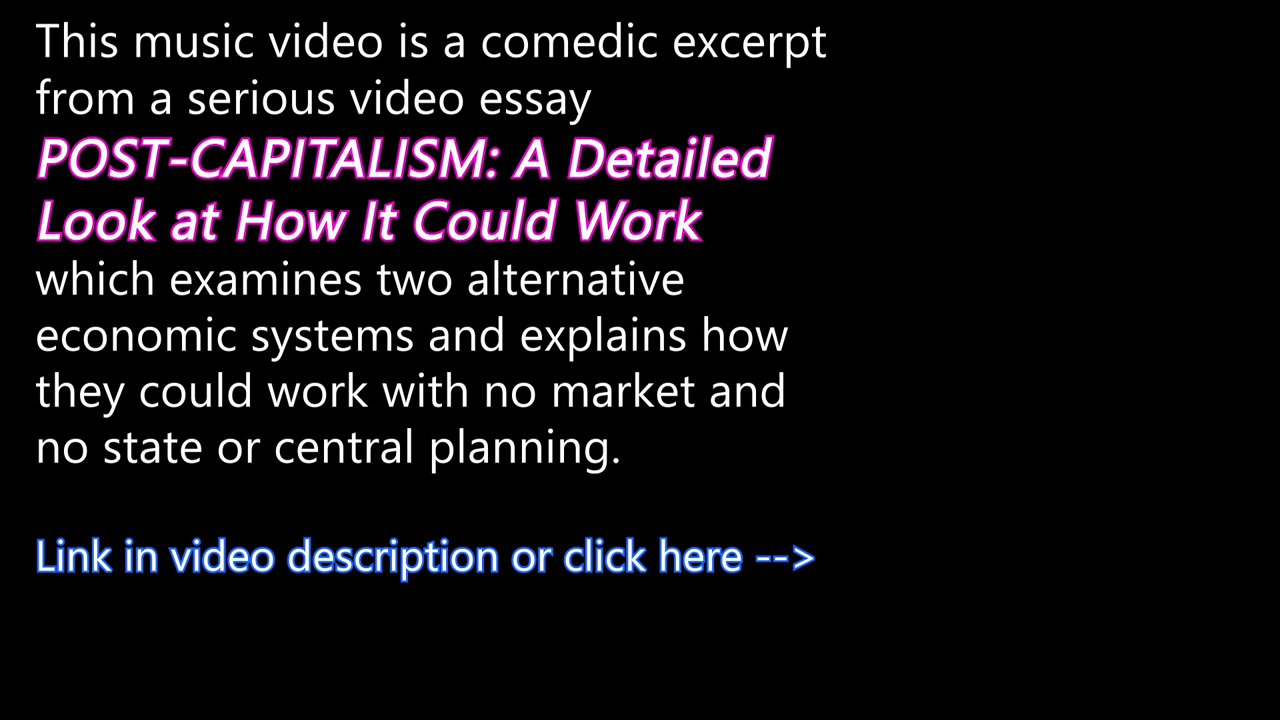 This music video is a comedic excerpt
from a serious video essay
POST-CAPITALISM: A Detailed
Look at How It Could Work
which examines two alternative
economic systems and explains how
they could work with no market and
no state or central planning.
Link in video description or click here -->